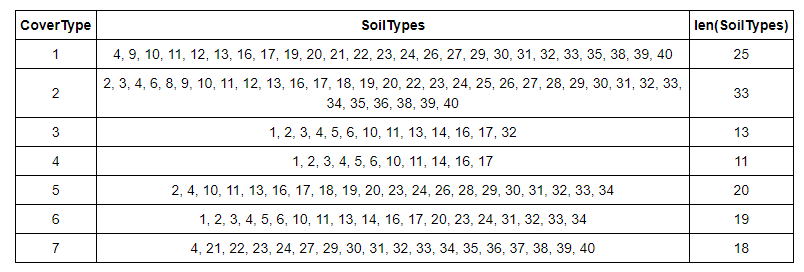 CoverType SoilTypes len(SoilTypes)
1 4, 9, 10, 11, 12, 13, 16, 17, 19, 20, 21, 22, 23, 24, 26, 27, 29, 30, 31, 32, 33, 35, 38, 39, 40 25
2 2, 3, 4, 6, 8, 9, 10, 11, 12, 13, 16, 17, 18, 19, 20, 22, 23, 24, 25, 26, 27, 28, 29, 30, 31, 32, 33, 33
34, 35, 36, 38, 39, 40
3 1, 2, 3, 4, 5, 6, 10, 11, 13, 14, 16, 17, 32 13
4 1, 2, 3, 4, 5, 6, 10, 11, 14, 16, 17 11
5 2, 4, 10, 11, 13, 16, 17, 18, 19, 20, 23, 24, 26, 28, 29, 30, 31, 32, 33, 34 20
6 1, 2, 3, 4, 5, 6, 10, 11, 13, 14, 16, 17, 20, 23, 24, 31, 32, 33, 34 19
7 4, 21, 22, 23, 24, 27, 29, 30, 31, 32, 33, 34, 35, 36, 37, 38, 39, 40 18